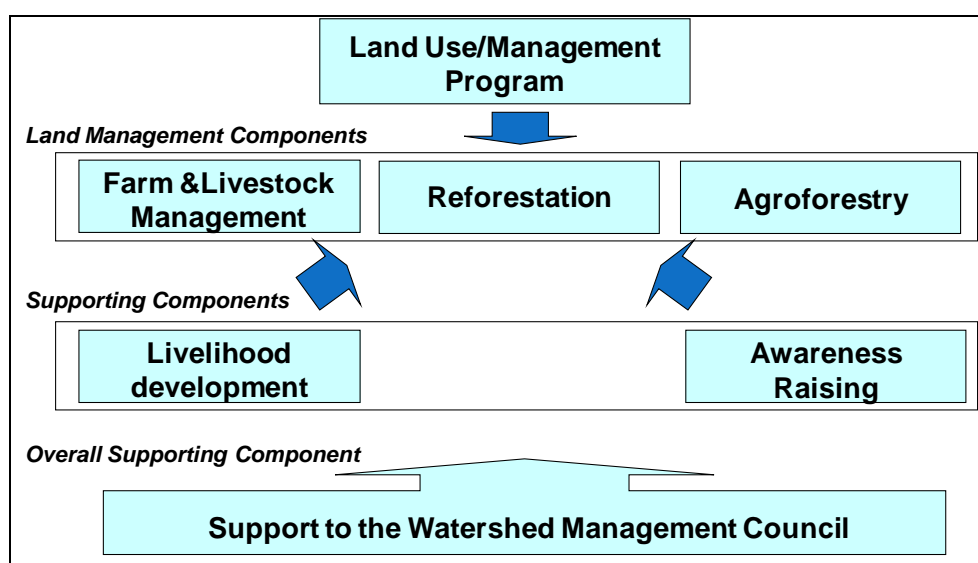 Land Use/Management
Program
Land Management Components
Farm &Livestock
Management
Reforestation
Agroforestry
Supporting Components
Livelihood
development
Awareness
Raising
Overall Supporting Component
Support to the Watershed Management Council